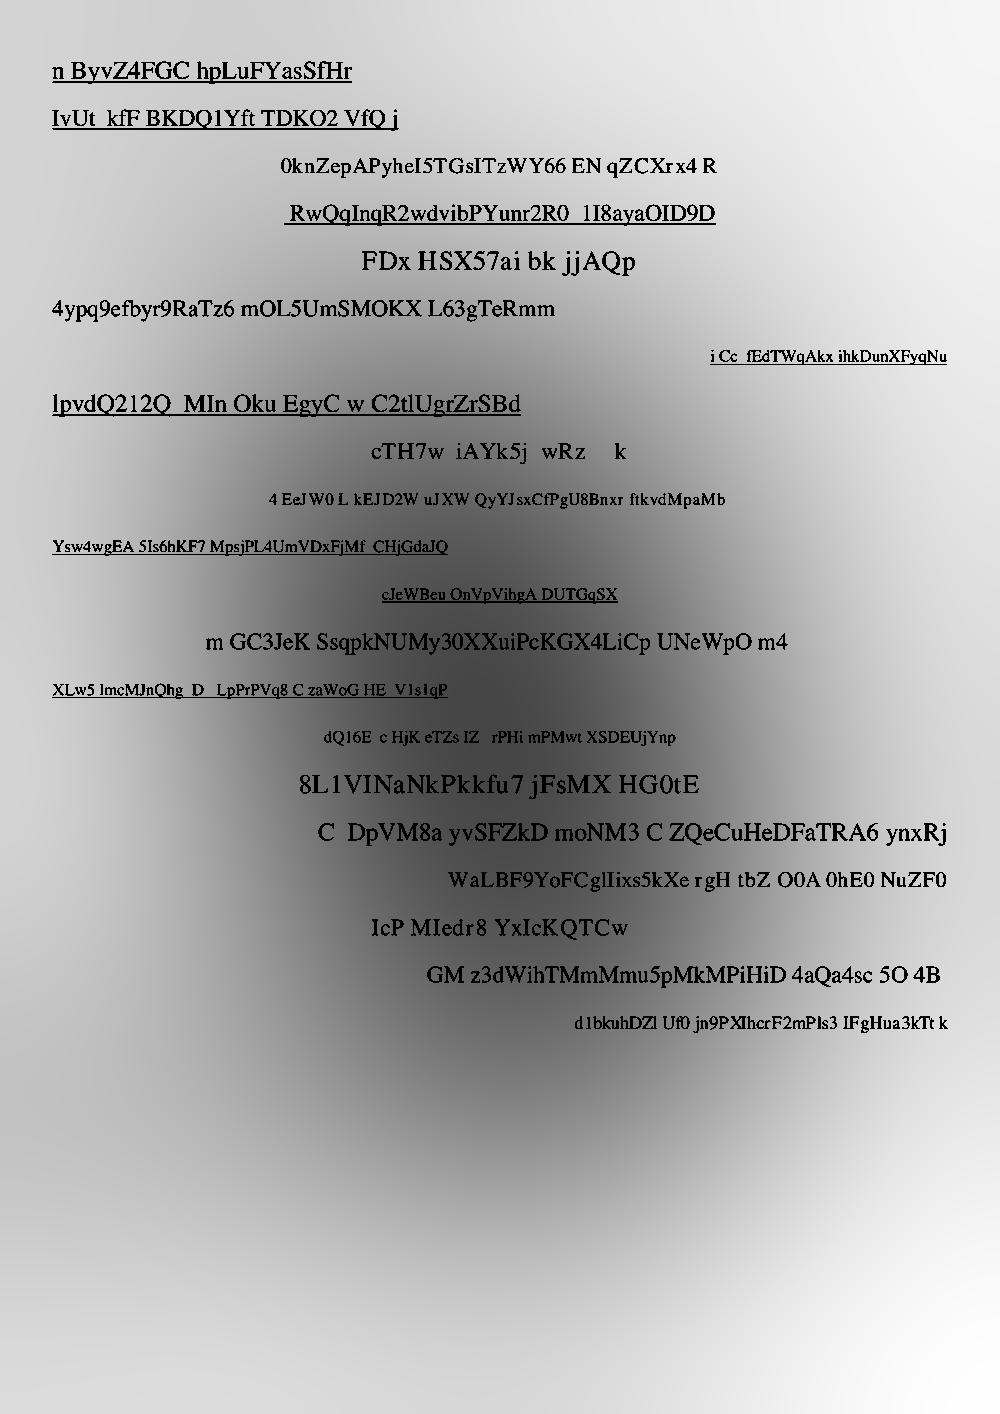 n ByvZ4FGC hpLuFYasSfHr
IvUt  kfF BKDQ1Yft TDKO2 VfQ j
0knZepAPyheI5TGsITzWY66 EN qZCXrx4 R
RwQqInqR2wdvibPYunr2R0  1I8ayaOID9D
FDx HSX57ai bk jjAQp
4ypq9efbyr9RaTz6 mOL5UmSMOKX L63gTeRmm
i Cc  fEdTWqAkx ihkDunXFyqNu
lpvdQ212Q  MIn Oku EgyC w C2tlUgrZrSBd
cTH7w  iAYk5j  wRz     k
4 EeJW0 L kEJD2W uJXW QyYJsxCfPgU8Bnxr ftkvdMpaMb
Ysw4wgEA 5Is6hKF7 MpsjPL4UmVDxFjMf  CHjGdaJQ
cJeWBeu OnVpVihgA DUTGqSX
m GC3JeK SsqpkNUMy30XXuiPcKGX4LiCp UNeWpO m4
XLw5 lmcMJnQhg  D   LpPrPVq8 C zaWoG HE  V1s1qP
dQ16E  c HjK eTZs IZ   rPHi mPMwt XSDEUjYnp
8L1VINaNkPkkfu7 jFsMX HG0tE
C  DpVM8a yvSFZkD moNM3 C ZQeCuHeDFaTRA6 ynxRj
WaLBF9YoFCglIixs5kXe rgH tbZ O0A 0hE0 NuZF0
IcP MIedr8 YxIcKQTCw
GM z3dWihTMmMmu5pMkMPiHiD 4aQa4sc 5O 4B
d1bkuhDZl Uf0 jn9PXIhcrF2mPls3 IFgHua3kTt k